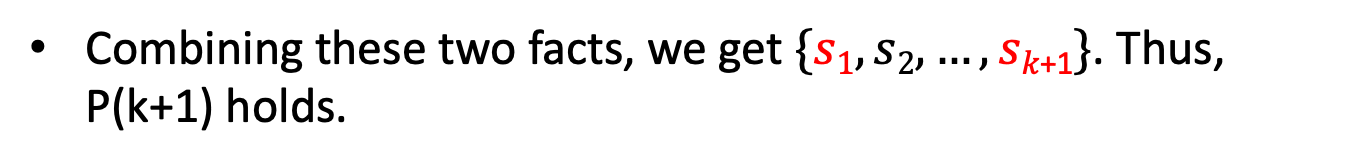 • Combining these two facts, we get {s₁, s₂, ..., sₖ₊₁}. Thus,
P(k+1) holds.